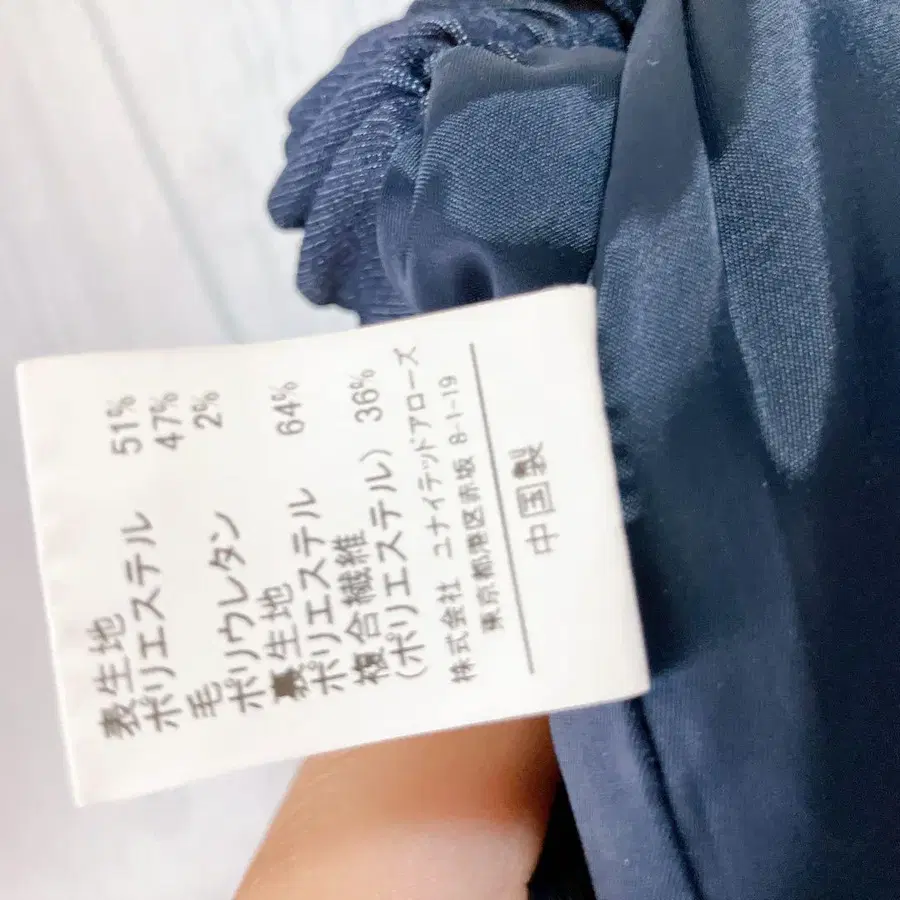 表生地
ポリエステル 51%
毛 47%
ポリウレタン 2%
裏生地
ポリエステル 64%
複合繊維
(ポリエステル) 36%
株式会社 ユナイテッドアローズ
東京都港区赤坂 8-1-19
中国製